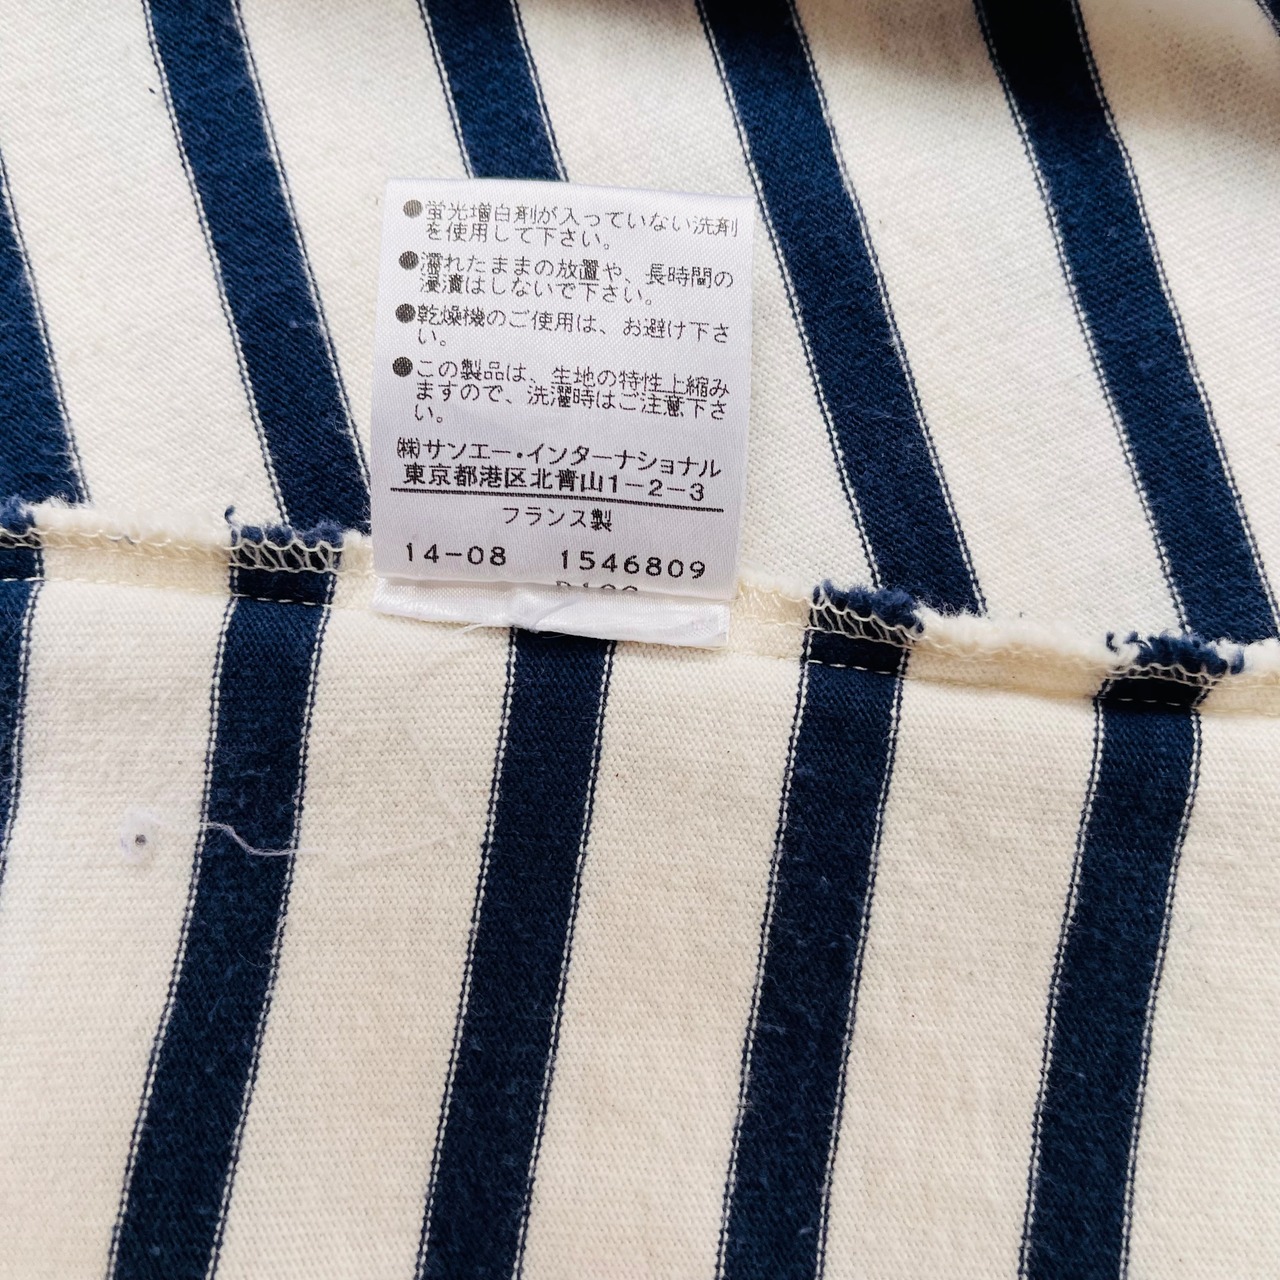 ●蛍光増白剤が入っていない洗剤
を使用して下さい。
●濡れたままの放置や、長時間の
浸漬はしないで下さい。
●乾燥機のご使用は、お避け下さ
い。
●この製品は、生地の特性上縮み
ますので、洗濯時はご注意下さ
い。
㈱サンエー・インターナショナル
東京都港区北青山1-2-3
フランス製
14-08 1546809